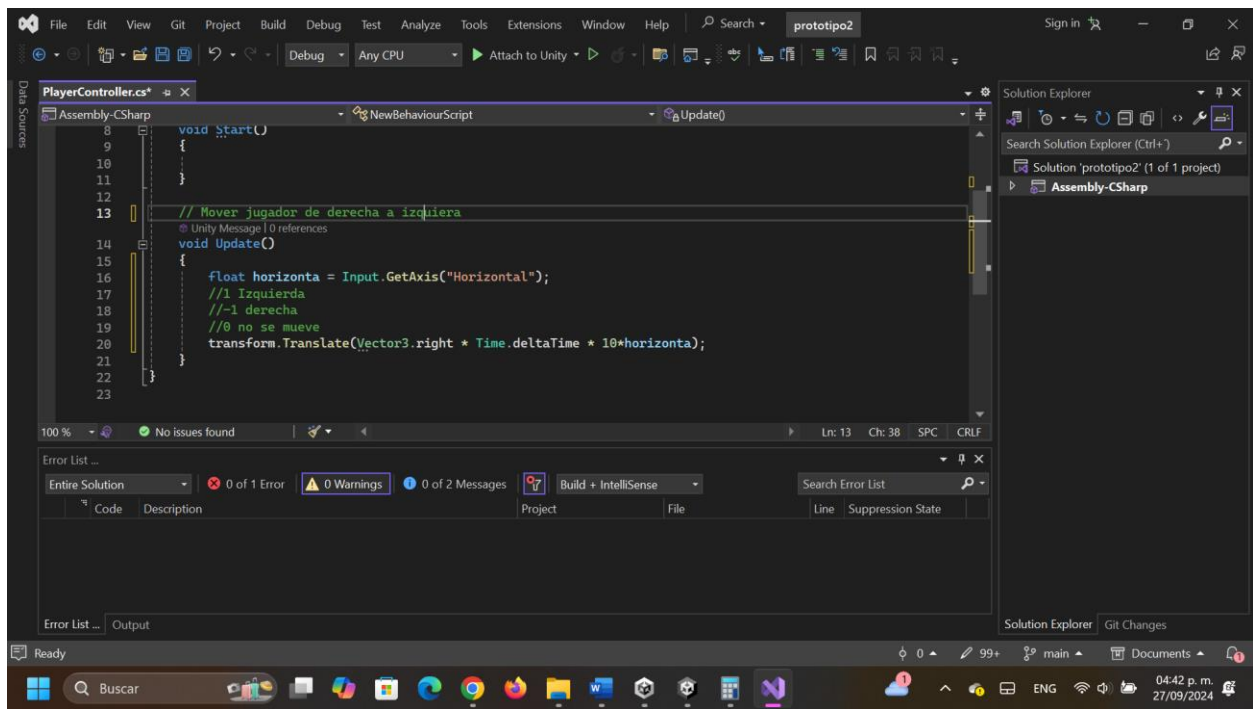 File Edit View Git Project Build Debug Test Analyze Tools Extensions Window Help Search prototipo2 Sign in
Debug Any CPU Attach to Unity
Data Sources
PlayerController.cs*
Assembly-CSharp NewBehaviourScript Update()
8 void Start()
9 {
10
11 }
12
13 // Mover jugador de derecha a izquiera
Unity Message | 0 references
14 void Update()
15 {
16 float horizonta = Input.GetAxis("Horizontal");
17 //1 Izquierda
18 //-1 derecha
19 //0 no se mueve
20 transform.Translate(Vector3.right * Time.deltaTime * 10*horizonta);
21 }
22 }
23
100 % No issues found Ln: 13 Ch: 38 SPC CRLF
Error List ...
Entire Solution 0 of 1 Error 0 Warnings 0 of 2 Messages Build + IntelliSense Search Error List
Code Description Project File Line Suppression State
Error List ... Output
Solution Explorer
Search Solution Explorer (Ctrl+´)
Solution 'prototipo2' (1 of 1 project)
Assembly-CSharp
Solution Explorer Git Changes
Ready 0 99+ main Documents 1
Buscar 1 ENG 04:42 p. m.
27/09/2024